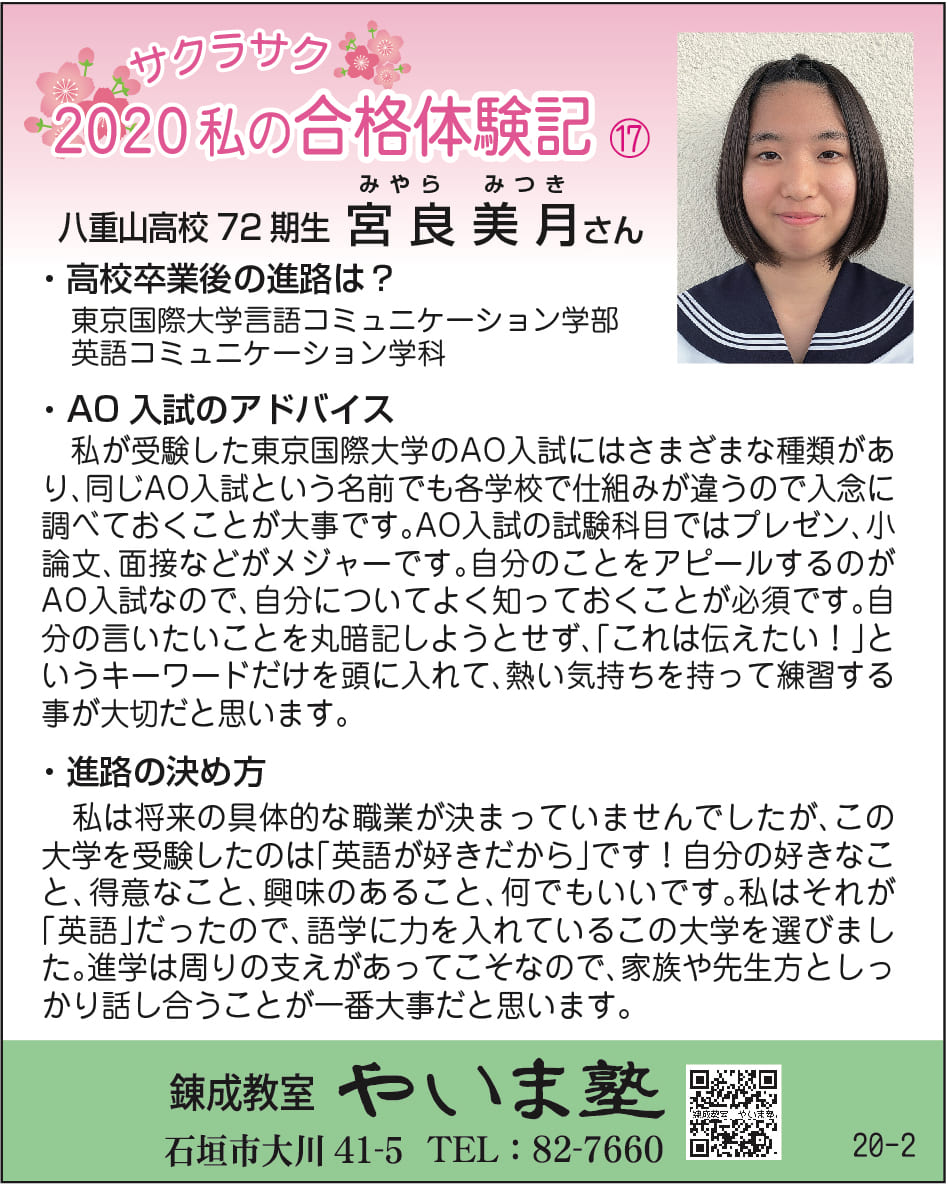 サクラサク
2020 私の合格体験記 ⑰
みやら みつき
八重山高校 72 期生 宮良美月さん
・高校卒業後の進路は？
東京国際大学言語コミュニケーション学部
英語コミュニケーション学科
・AO 入試のアドバイス
私が受験した東京国際大学のAO入試にはさまざまな種類があ
り、同じAO入試という名前でも各学校で仕組みが違うので入念に
調べておくことが大事です。AO入試の試験科目ではプレゼン、小
論文、面接などがメジャーです。自分のことをアピールするのが
AO入試なので、自分についてよく知っておくことが必須です。自
分の言いたいことを丸暗記しようとせず、「これは伝えたい！」と
いうキーワードだけを頭に入れて、熱い気持ちを持って練習する
事が大切だと思います。
・進路の決め方
私は将来の具体的な職業が決まっていませんでしたが、この
大学を受験したのは「英語が好きだから」です！自分の好きなこ
と、得意なこと、興味のあること、何でもいいです。私はそれが
「英語」だったので、語学に力を入れているこの大学を選びまし
た。進学は周りの支えがあってこそなので、家族や先生方としっ
かり話し合うことが一番大事だと思います。
錬成教室 やいま塾
錬成教室 やいま塾
石垣市大川 41-5 TEL：82-7660
20-2